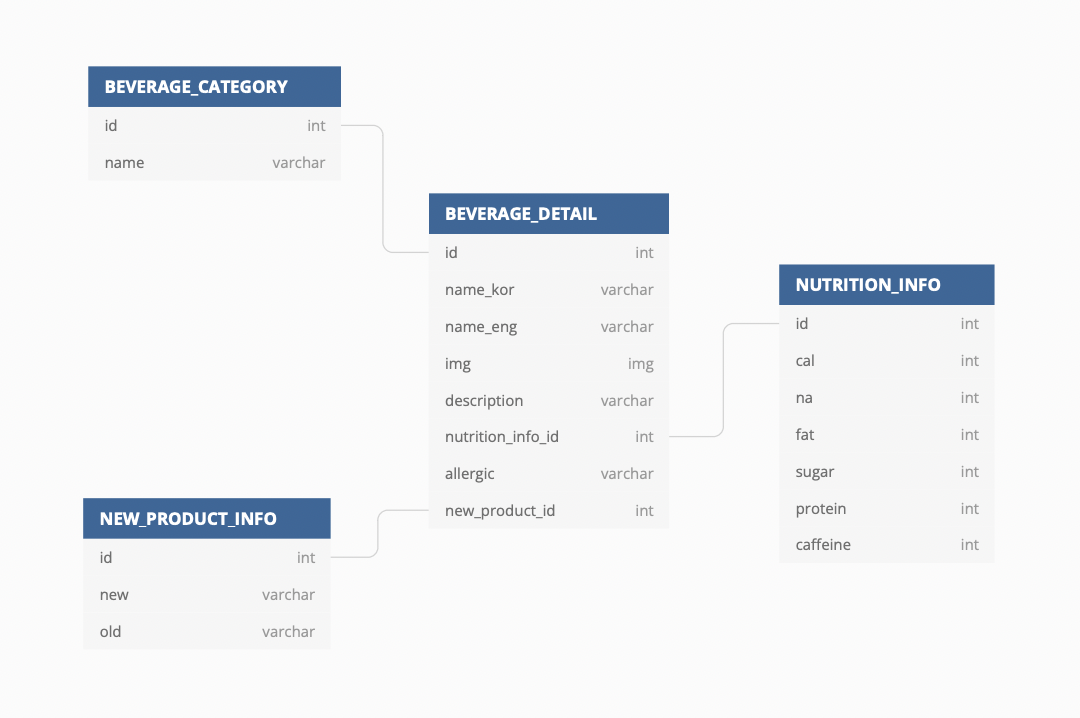 BEVERAGE_CATEGORY
id int
name varchar
BEVERAGE_DETAIL
id int
name_kor varchar
name_eng varchar
img img
description varchar
nutrition_info_id int
allergic varchar
new_product_id int
NUTRITION_INFO
id int
cal int
na int
fat int
sugar int
protein int
caffeine int
NEW_PRODUCT_INFO
id int
new varchar
old varchar